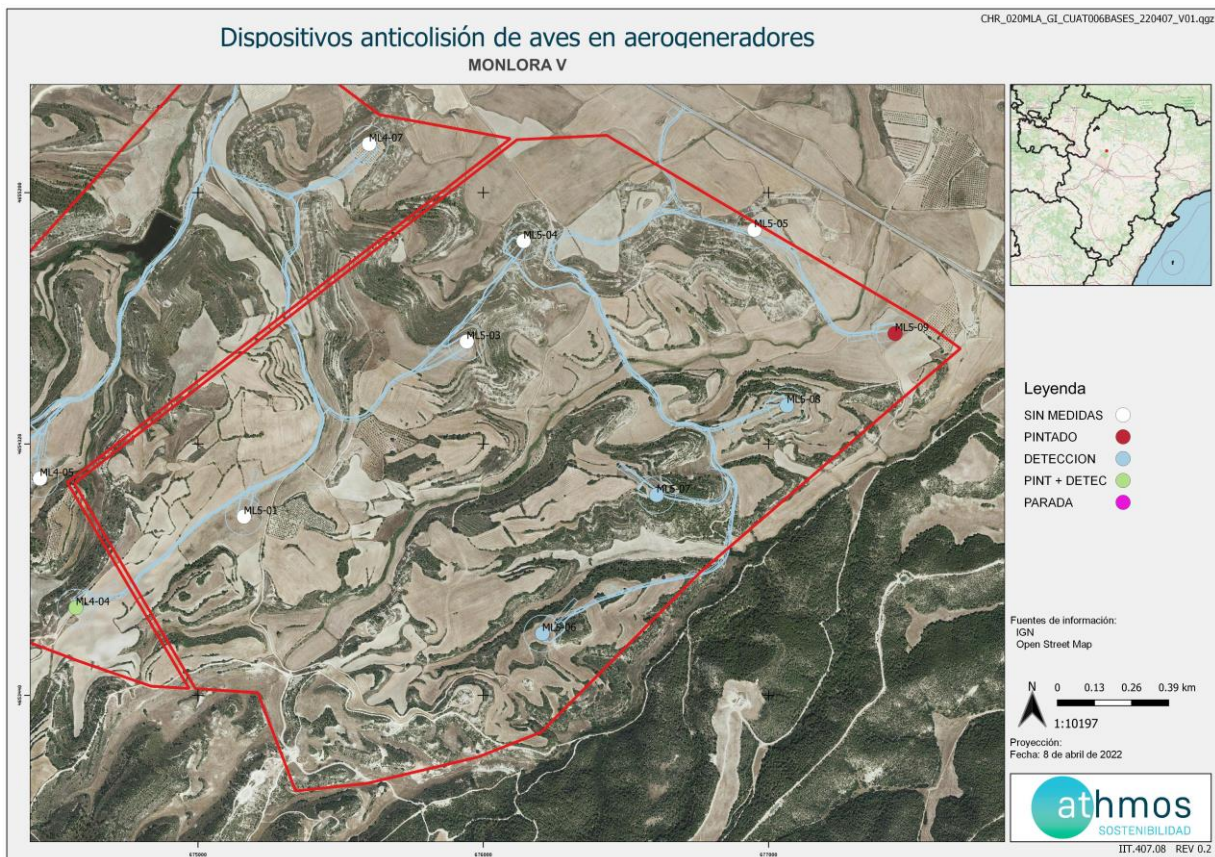 CHR_020MLA_GI_CUAT006BASES_220407_V01.qgz
Dispositivos anticolisión de aves en aerogeneradores
MONLORA V
ML4-07
ML5-05
ML5-04
ML5-09
ML5-03
ML5-08
ML4-05
ML5-07
ML5-01
ML4-04
ML5-06
675000
676000
677000
Leyenda
SIN MEDIDAS
PINTADO
DETECCION
PINT + DETEC
PARADA
Fuentes de información:
IGN
Open Street Map
N
0 0.13 0.26 0.39 km
1:10197
Proyección:
Fecha: 8 de abril de 2022
athmos
SOSTENIBILIDAD
IIT.407.08 REV 0.2